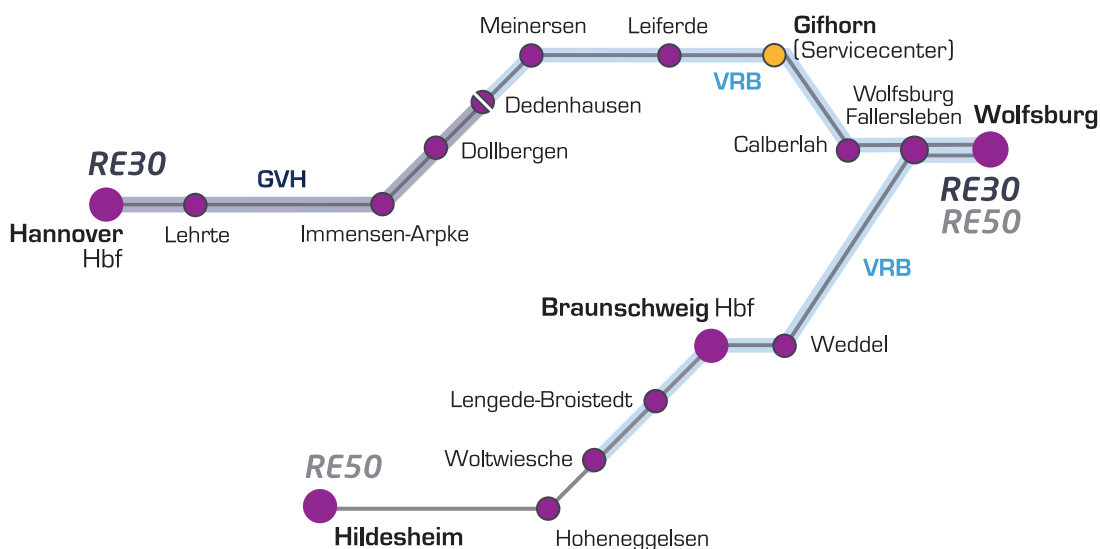 Meinersen
Leiferde
Gifhorn
(Servicecenter)
VRB
Dedenhausen
Wolfsburg
Fallersleben
Wolfsburg
Calberlah
Dollbergen
RE30
GVH
RE30
RE50
Hannover
Hbf
Lehrte
Immensen-Arpke
VRB
Braunschweig Hbf
Weddel
Lengede-Broistedt
Woltwiesche
RE50
Hildesheim
Hoheneggelsen